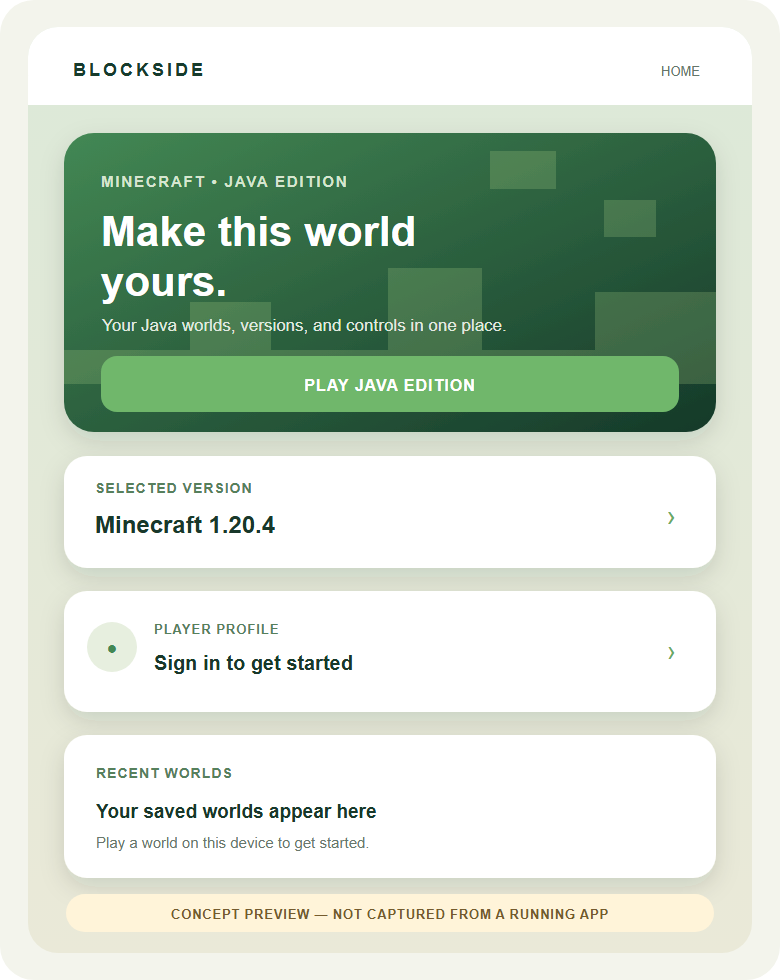 BLOCKSIDE
HOME
MINECRAFT • JAVA EDITION
Make this world
yours.
Your Java worlds, versions, and controls in one place.
PLAY JAVA EDITION
SELECTED VERSION
Minecraft 1.20.4
PLAYER PROFILE
Sign in to get started
RECENT WORLDS
Your saved worlds appear here
Play a world on this device to get started.
CONCEPT PREVIEW — NOT CAPTURED FROM A RUNNING APP